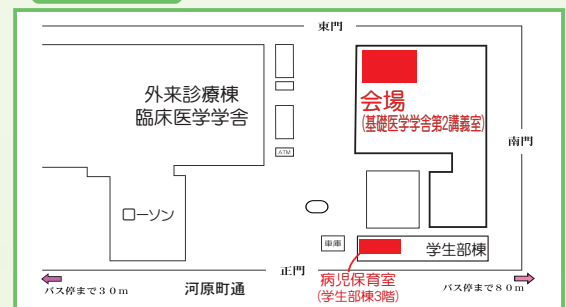 東門
外来診療棟
臨床医学学舎
会場
(基礎医学学舎第2講義室)
南門
ATM
ローソン
車庫
学生部棟
正門
病児保育室
(学生部棟3階)
バス停まで30m
河原町通
バス停まで80m